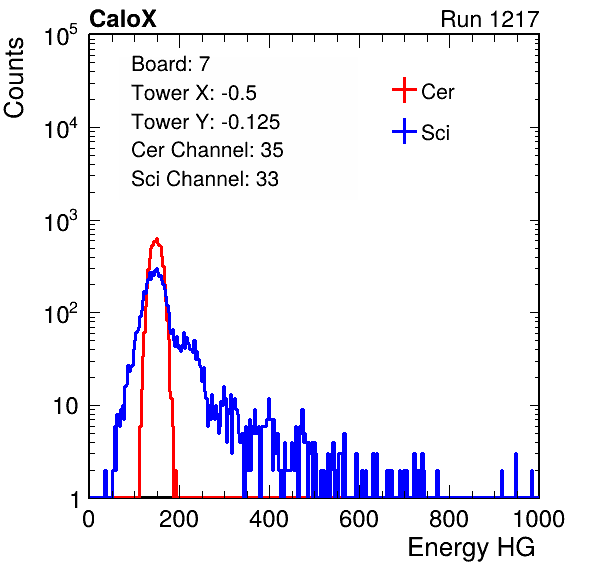 CaloX Run 1217
Counts
10^5
10^4
10^3
10^2
10
1
Board: 7
Tower X: -0.5
Tower Y: -0.125
Cer Channel: 35
Sci Channel: 33
Cer
Sci
0 200 400 600 800 1000
Energy HG